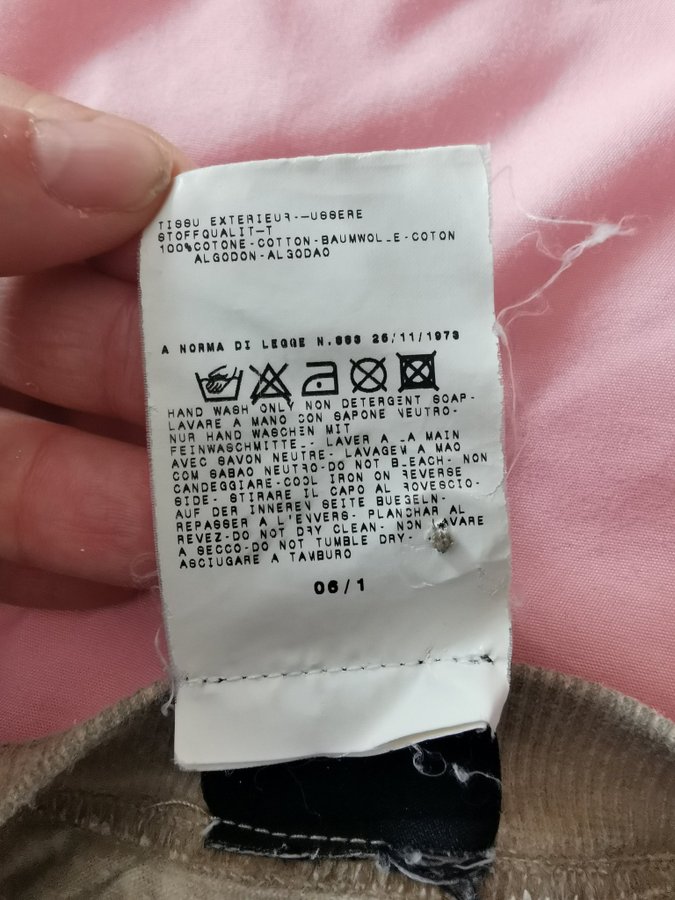 TISSU EXTERIEUR--USSERE
STOFFQUALIT-T
100%COTONE-COTTON-BAUMWOL_E-COTON
ALGODON-ALGODAO
A NORMA DI LEGGE N.883 26/11/1973
HAND WASH ONLY NON DETERGENT SOAP-
LAVARE A MANO CON SAPONE NEUTRO-
NUR HAND WASCHEN MIT
FEINWASCHMITTE_- LAVER A _A MAIN
AVEC SAVON NEUTRE- LAVAGEM A MAO
COM SABAO NEUTRO-DO NOT B_EACH- NON
CANDEGGIARE-COOL IRON ON REVERSE
SIDE- STIRARE IL CAPO AL ROVESCIO-
AUF DER INNEREN SEITE BUEGELN-
REPASSER A L'ENVERS- PLANCHAR AL
REVEZ-DO NOT DRY CLEAN- NON LAVARE
A SECCO-DO NOT TUMBLE DRY-
ASCIUGARE A TAMBURO
06/1